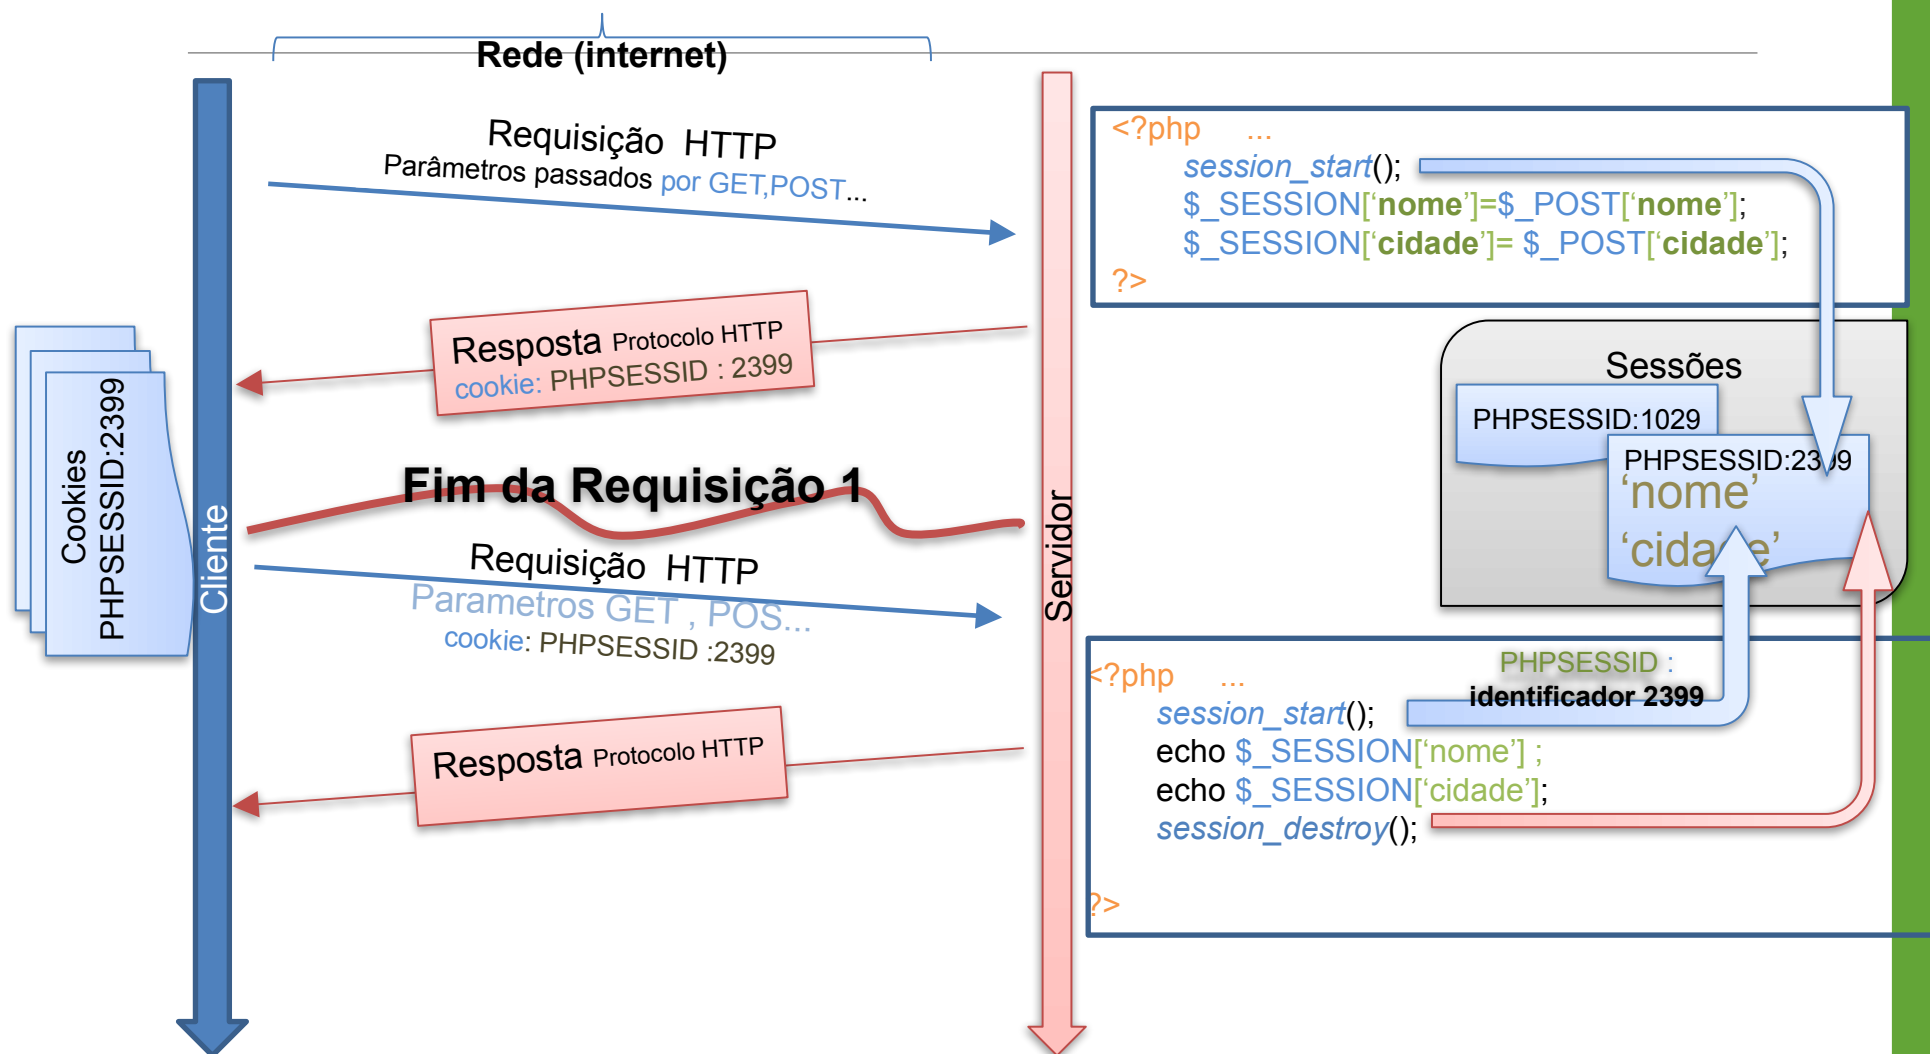 Rede (internet)
Requisição HTTP
Parâmetros passados por GET,POST...
<?php ...
session_start();
$_SESSION[‘nome’]=$_POST[‘nome’];
$_SESSION[‘cidade’]= $_POST[‘cidade’];
?>
Resposta Protocolo HTTP
cookie: PHPSESSID : 2399
Sessões
PHPSESSID:1029
PHPSESSID:2399
‘nome’
‘cidade’
Cookies
PHPSESSID:2399
Cliente
Fim da Requisição 1
Servidor
Requisição HTTP
Parametros GET , POS...
cookie: PHPSESSID :2399
PHPSESSID :
identificador 2399
<?php ...
session_start();
echo $_SESSION[‘nome’] ;
echo $_SESSION[‘cidade’];
session_destroy();
?>
Resposta Protocolo HTTP